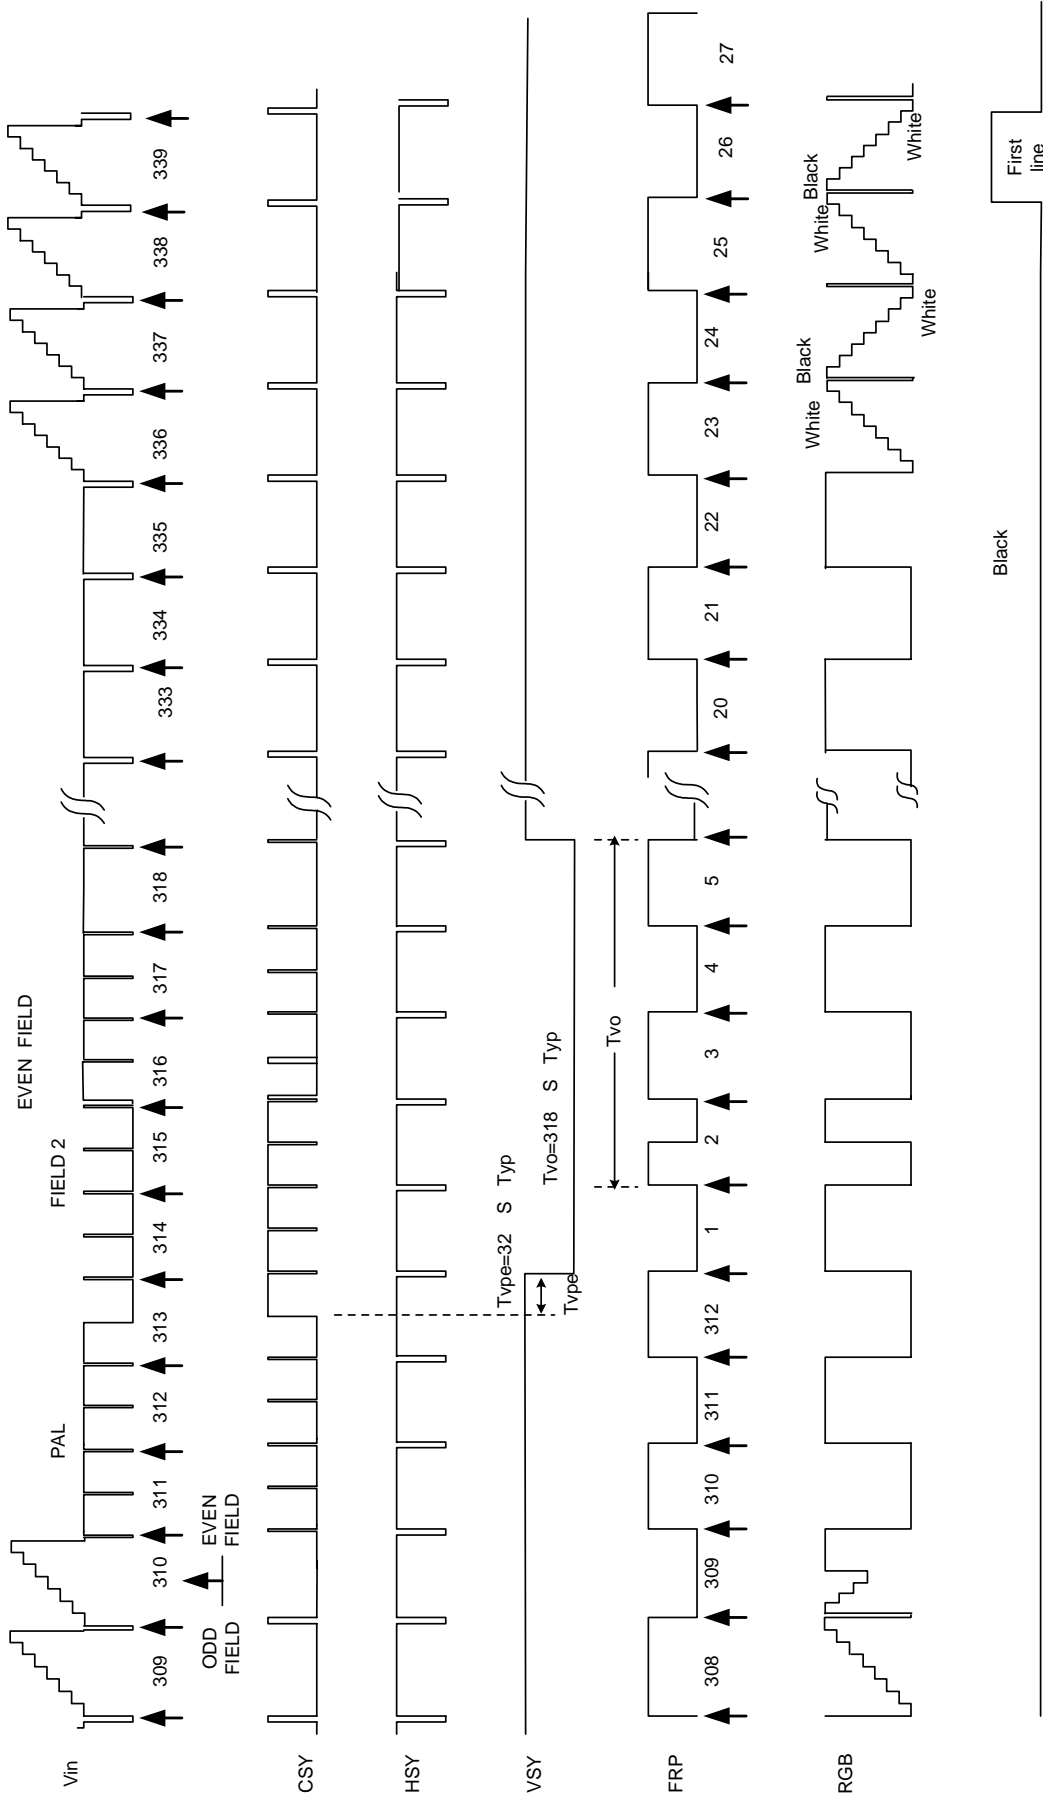 EVEN FIELD
PAL
FIELD 2
Vin
309
310
311
312
313
314
315
316
317
318
333
334
335
336
337
338
339
ODD
FIELD
EVEN
FIELD
CSY
HSY
VSY
Tvpe=32 S Typ
Tvpe
Tvo=318 S Typ
Tvo
FRP
308
309
310
311
312
1
2
3
4
5
20
21
22
23
24
25
26
27
RGB
White
Black
White
White
Black
White
Black
First
line